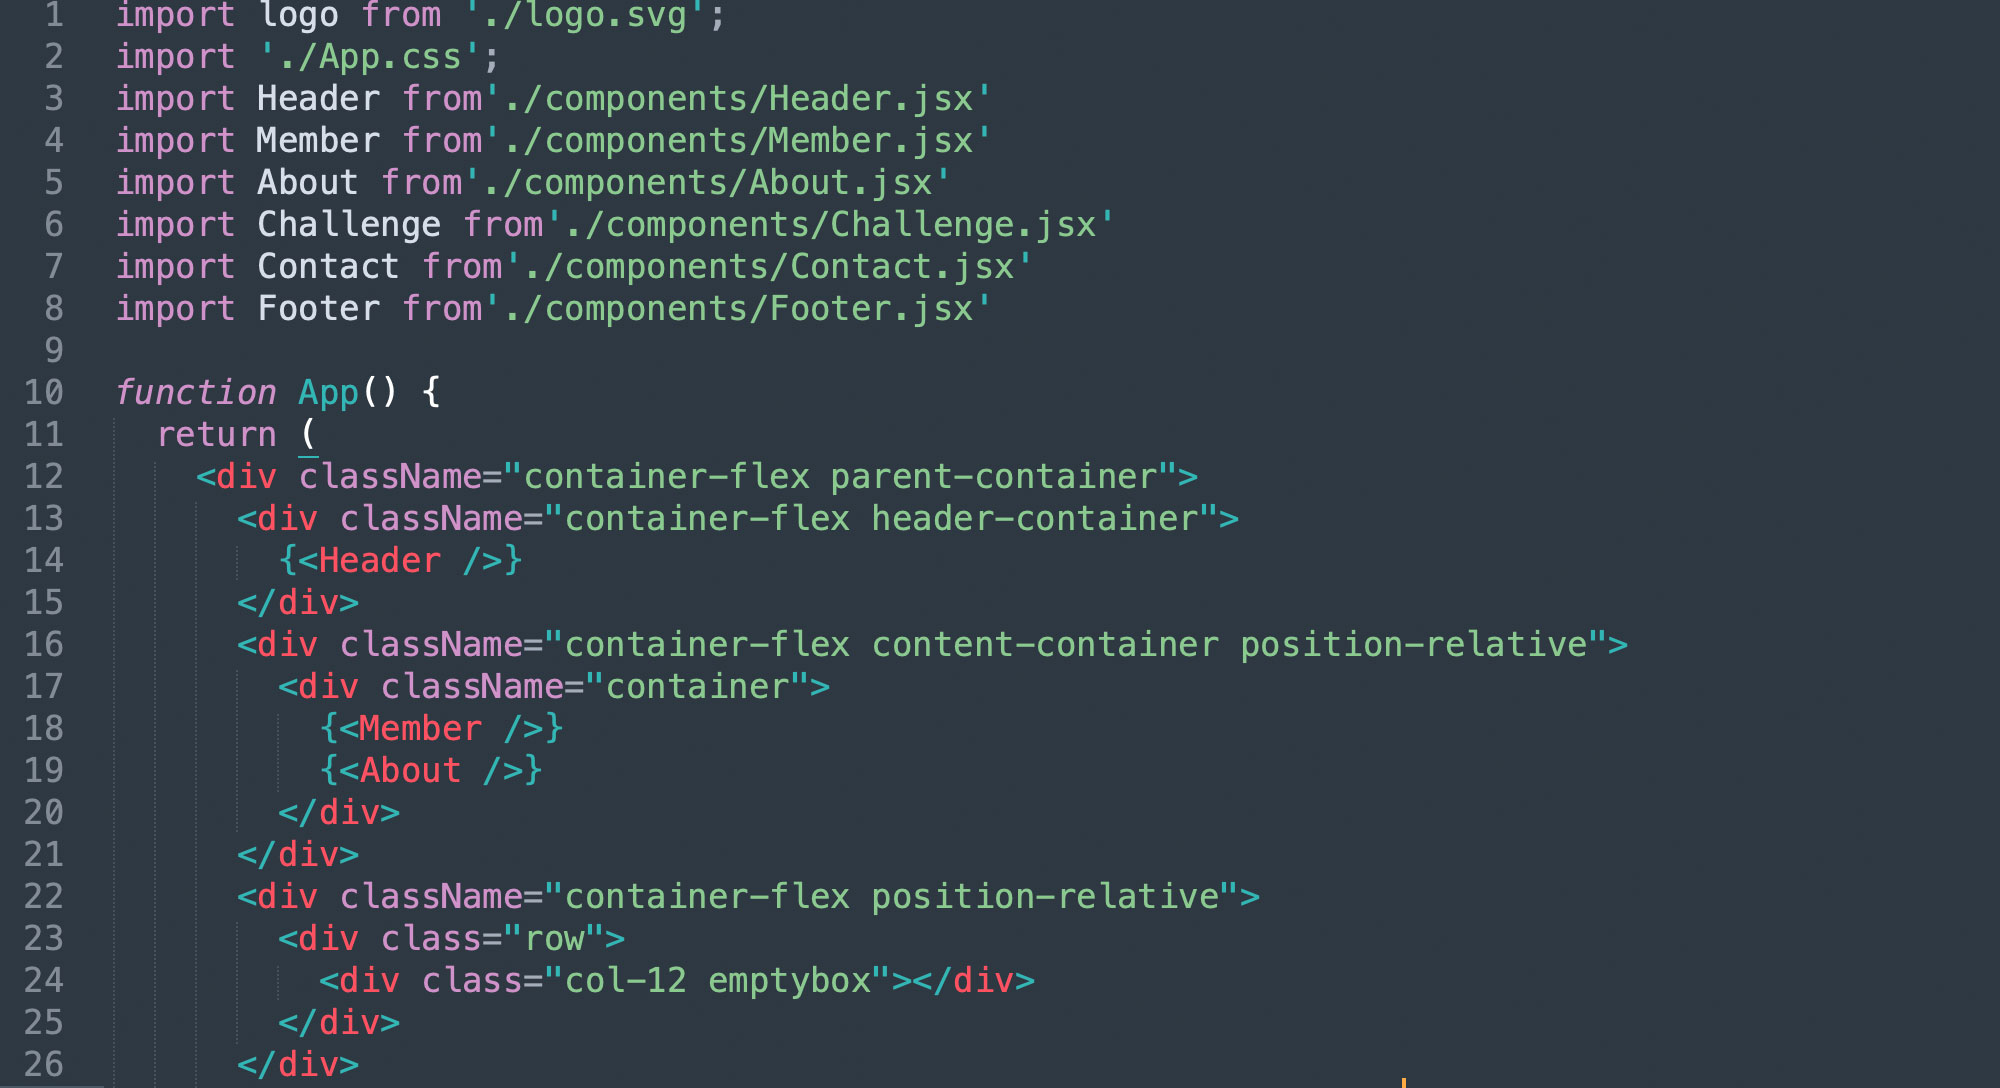 1 import logo from './logo.svg';
2 import './App.css';
3 import Header from'./components/Header.jsx'
4 import Member from'./components/Member.jsx'
5 import About from'./components/About.jsx'
6 import Challenge from'./components/Challenge.jsx'
7 import Contact from'./components/Contact.jsx'
8 import Footer from'./components/Footer.jsx'
9
10 function App() {
11   return (
12     <div className="container-flex parent-container">
13       <div className="container-flex header-container">
14         {<Header />}
15       </div>
16       <div className="container-flex content-container position-relative">
17         <div className="container">
18           {<Member />}
19           {<About />}
20         </div>
21       </div>
22       <div className="container-flex position-relative">
23         <div class="row">
24           <div class="col-12 emptybox"></div>
25         </div>
26       </div>